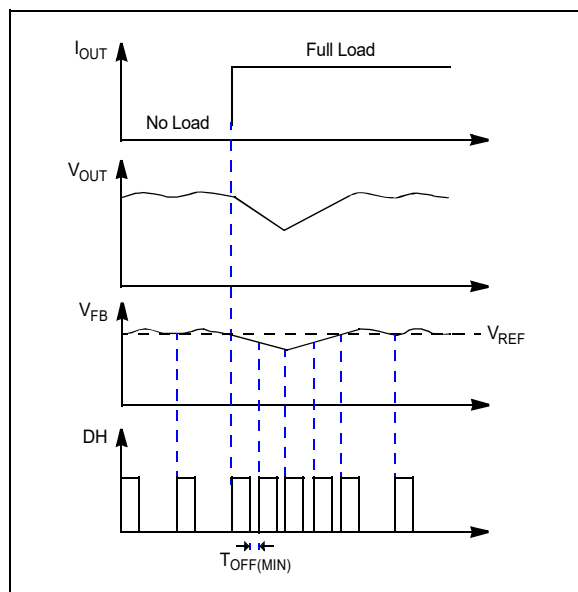 I_OUT
Full Load
No Load
V_OUT
V_FB
V_REF
DH
T_OFF(MIN)